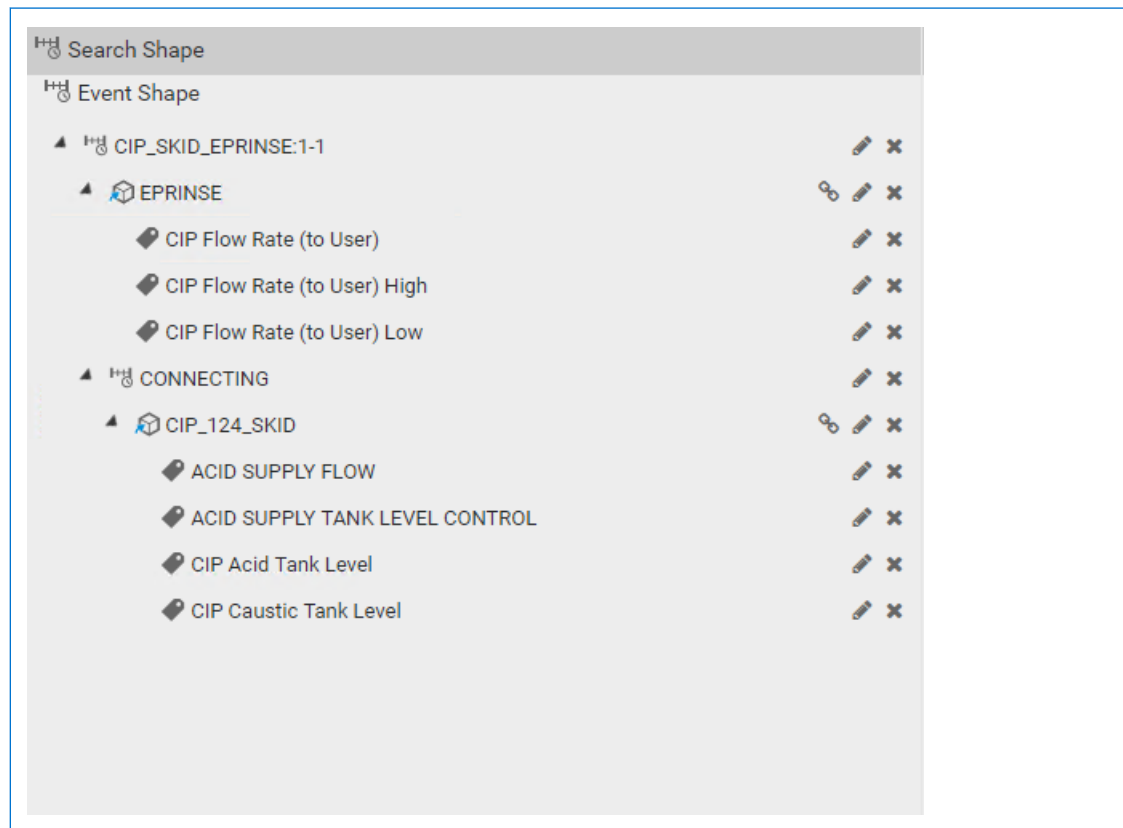 Search Shape
Event Shape
CIP_SKID_EPRINSE:1-1
EPRINSE
CIP Flow Rate (to User)
CIP Flow Rate (to User) High
CIP Flow Rate (to User) Low
CONNECTING
CIP_124_SKID
ACID SUPPLY FLOW
ACID SUPPLY TANK LEVEL CONTROL
CIP Acid Tank Level
CIP Caustic Tank Level